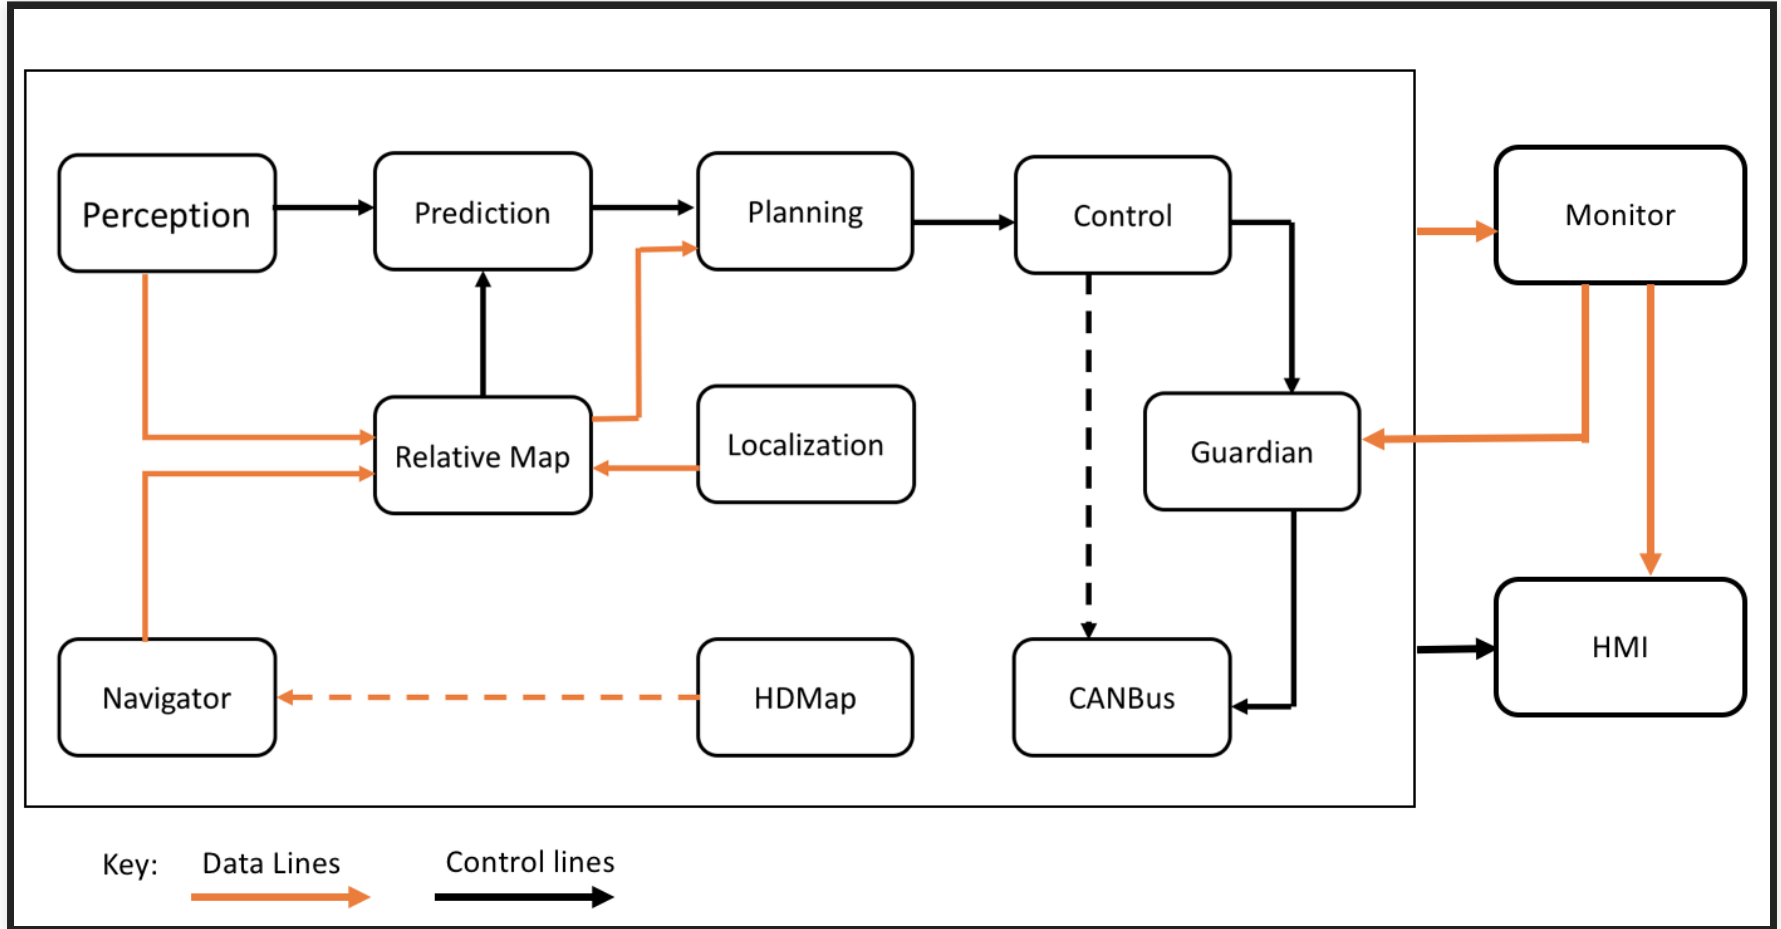 Perception
Prediction
Planning
Control
Monitor
Relative Map
Localization
Guardian
Navigator
HDMap
CANBus
HMI
Key:
Data Lines
Control lines